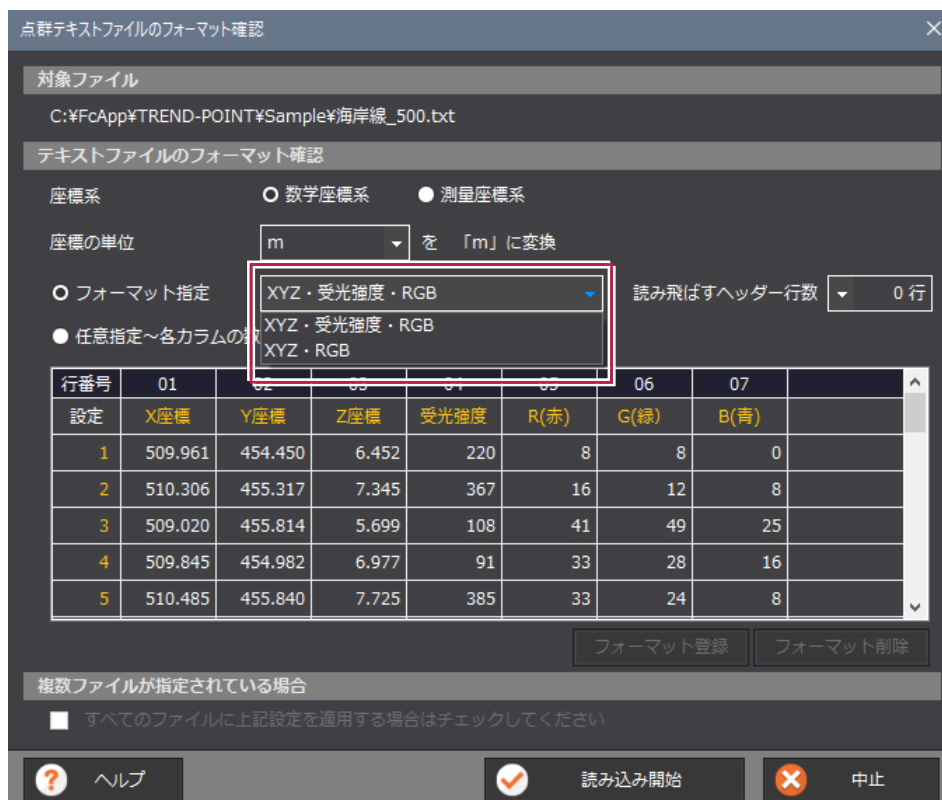 点群テキストファイルのフォーマット確認
対象ファイル
C:¥FcApp¥TREND-POINT¥Sample¥海岸線_500.txt
テキストファイルのフォーマット確認
座標系 数学座標系 測量座標系
座標の単位 m を 「m」に変換
フォーマット指定 XYZ・受光強度・RGB 読み飛ばすヘッダー行数 0 行
XYZ・受光強度・RGB
任意指定～各カラムの数
XYZ・RGB
行番号 01 02 03 04 05 06 07
設定 X座標 Y座標 Z座標 受光強度 R(赤) G(緑) B(青)
1 509.961 454.450 6.452 220 8 8 0
2 510.306 455.317 7.345 367 16 12 8
3 509.020 455.814 5.699 108 41 49 25
4 509.845 454.982 6.977 91 33 28 16
5 510.485 455.840 7.725 385 33 24 8
フォーマット登録 フォーマット削除
複数ファイルが指定されている場合
すべてのファイルに上記設定を適用する場合はチェックしてください
ヘルプ 読み込み開始 中止